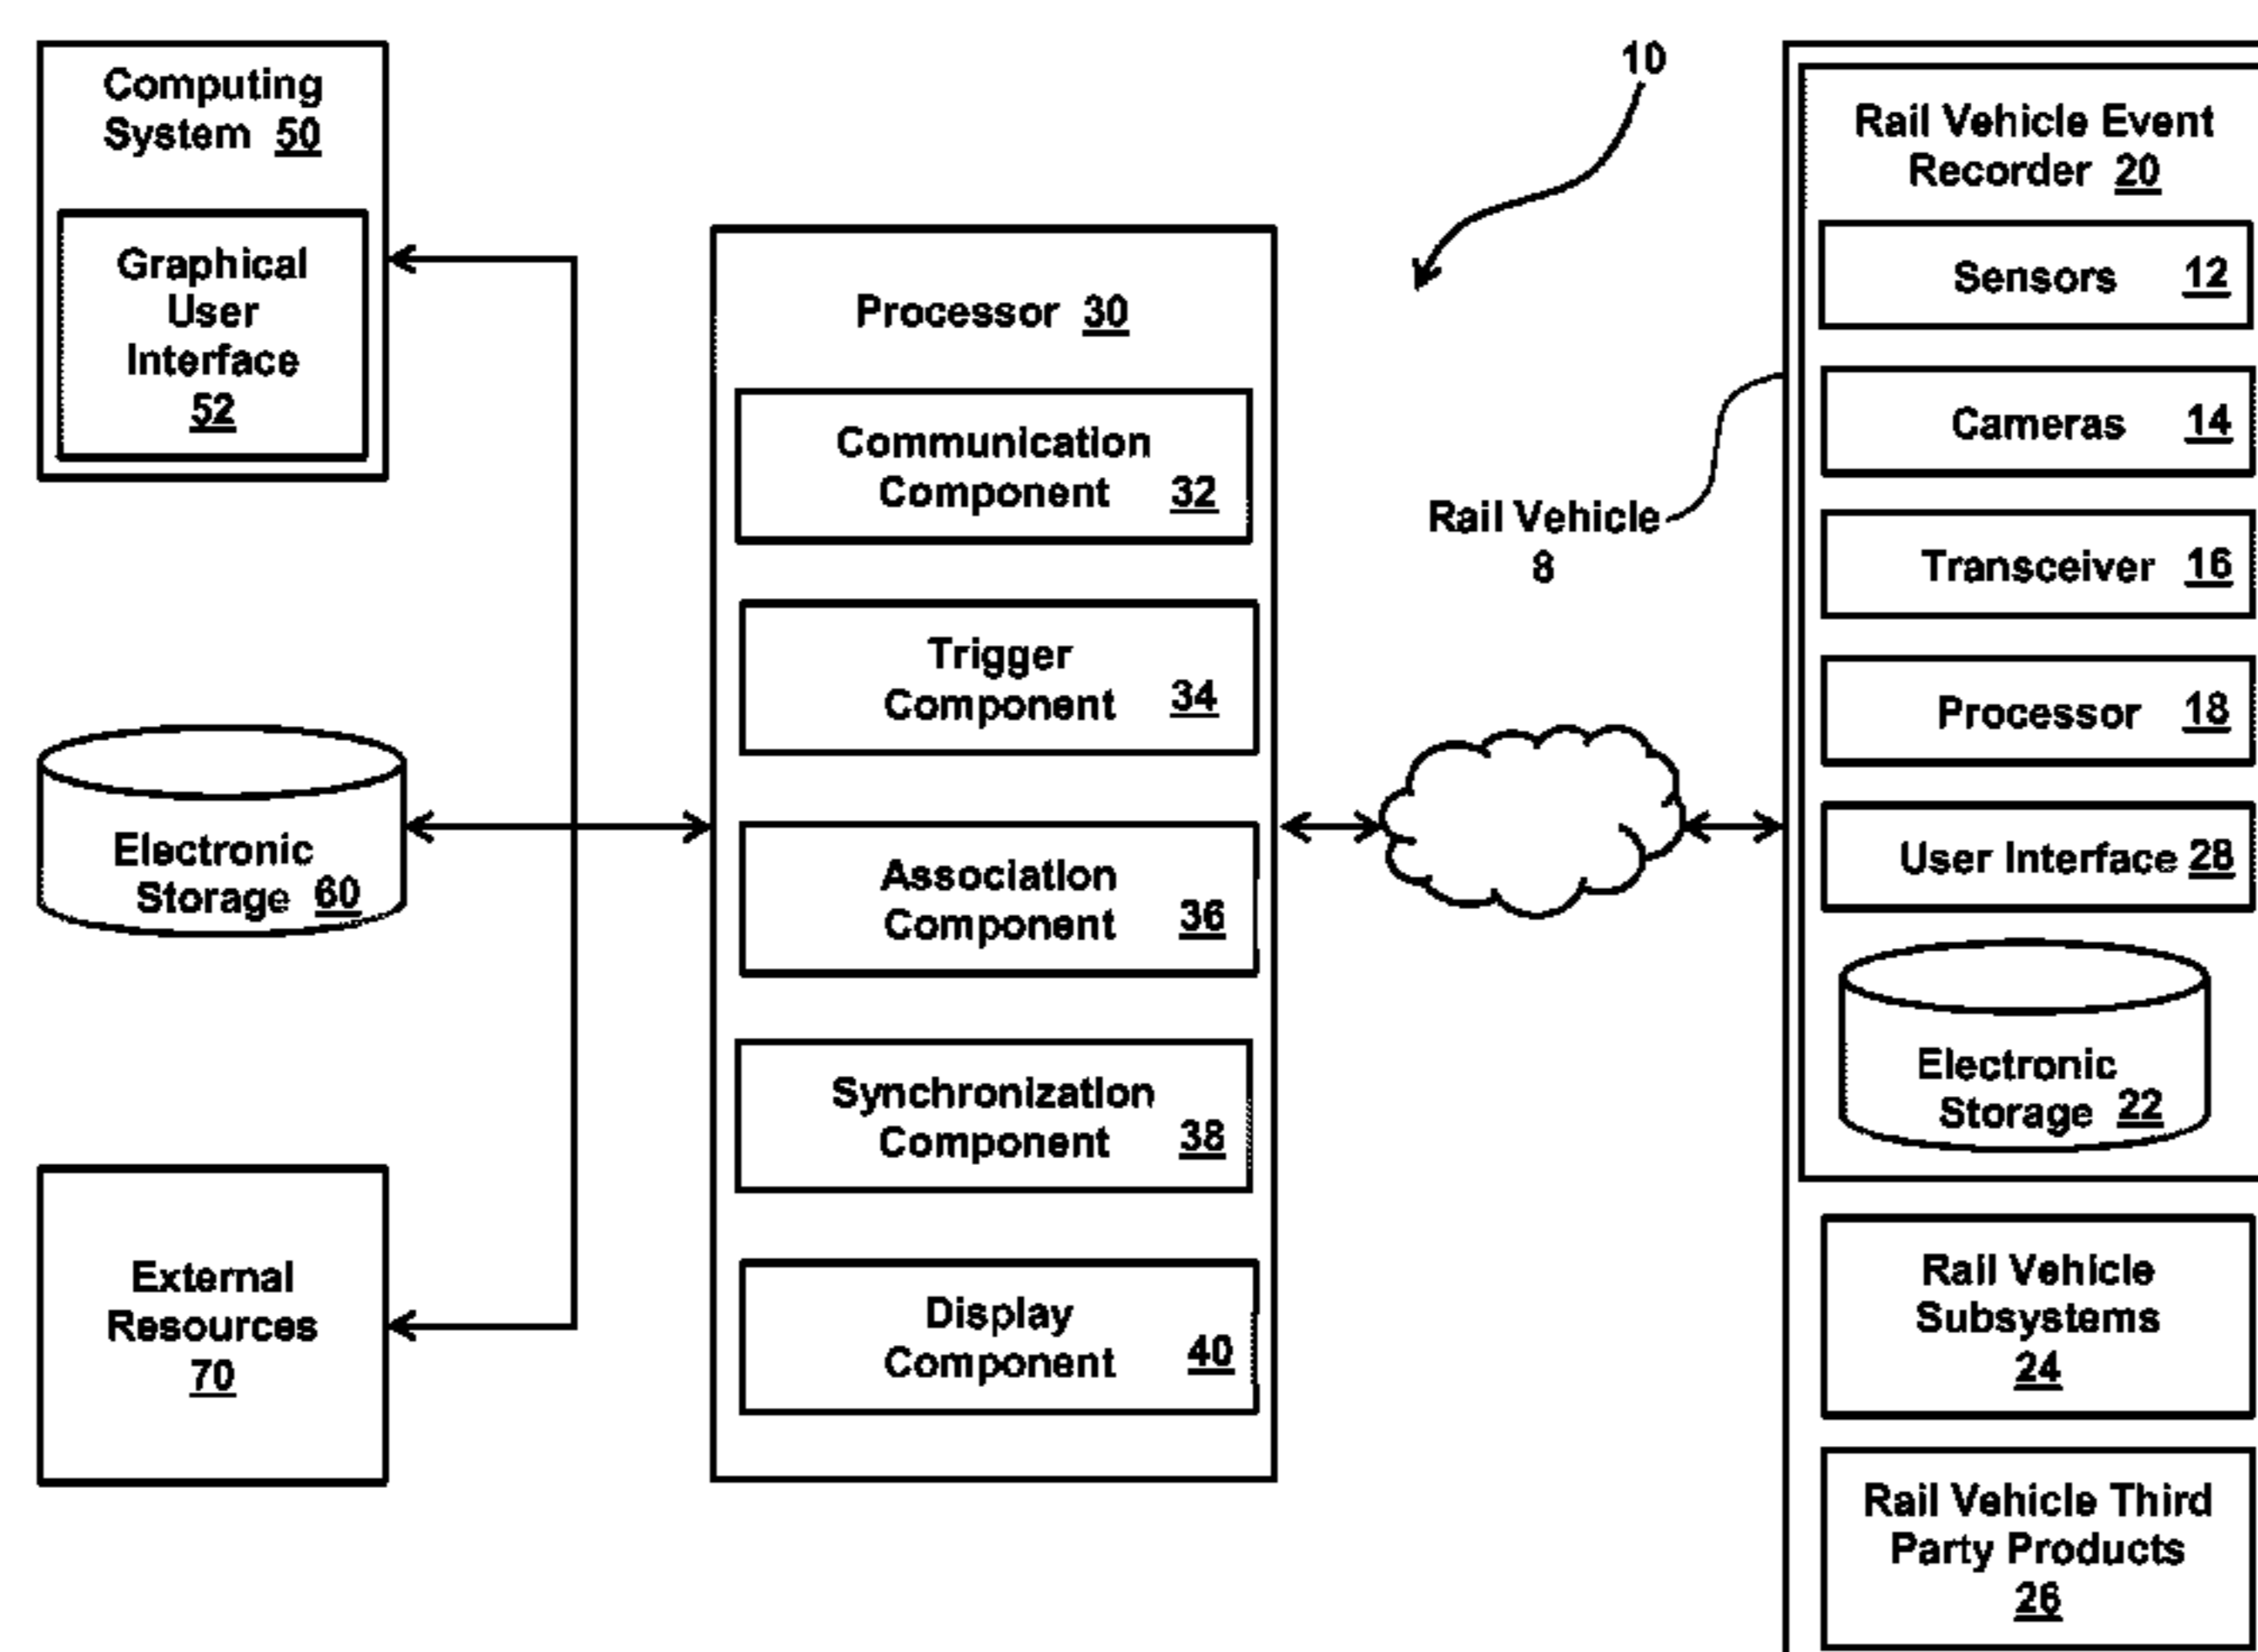 Computing
System 50
Graphical
User
Interface
52
Electronic
Storage 60
External
Resources
70
Processor 30
Communication
Component 32
Trigger
Component 34
Association
Component 36
Synchronization
Component 38
Display
Component 40
10
Rail Vehicle
8
Rail Vehicle Event
Recorder 20
Sensors 12
Cameras 14
Transceiver 16
Processor 18
User Interface 28
Electronic
Storage 22
Rail Vehicle
Subsystems
24
Rail Vehicle Third
Party Products
26